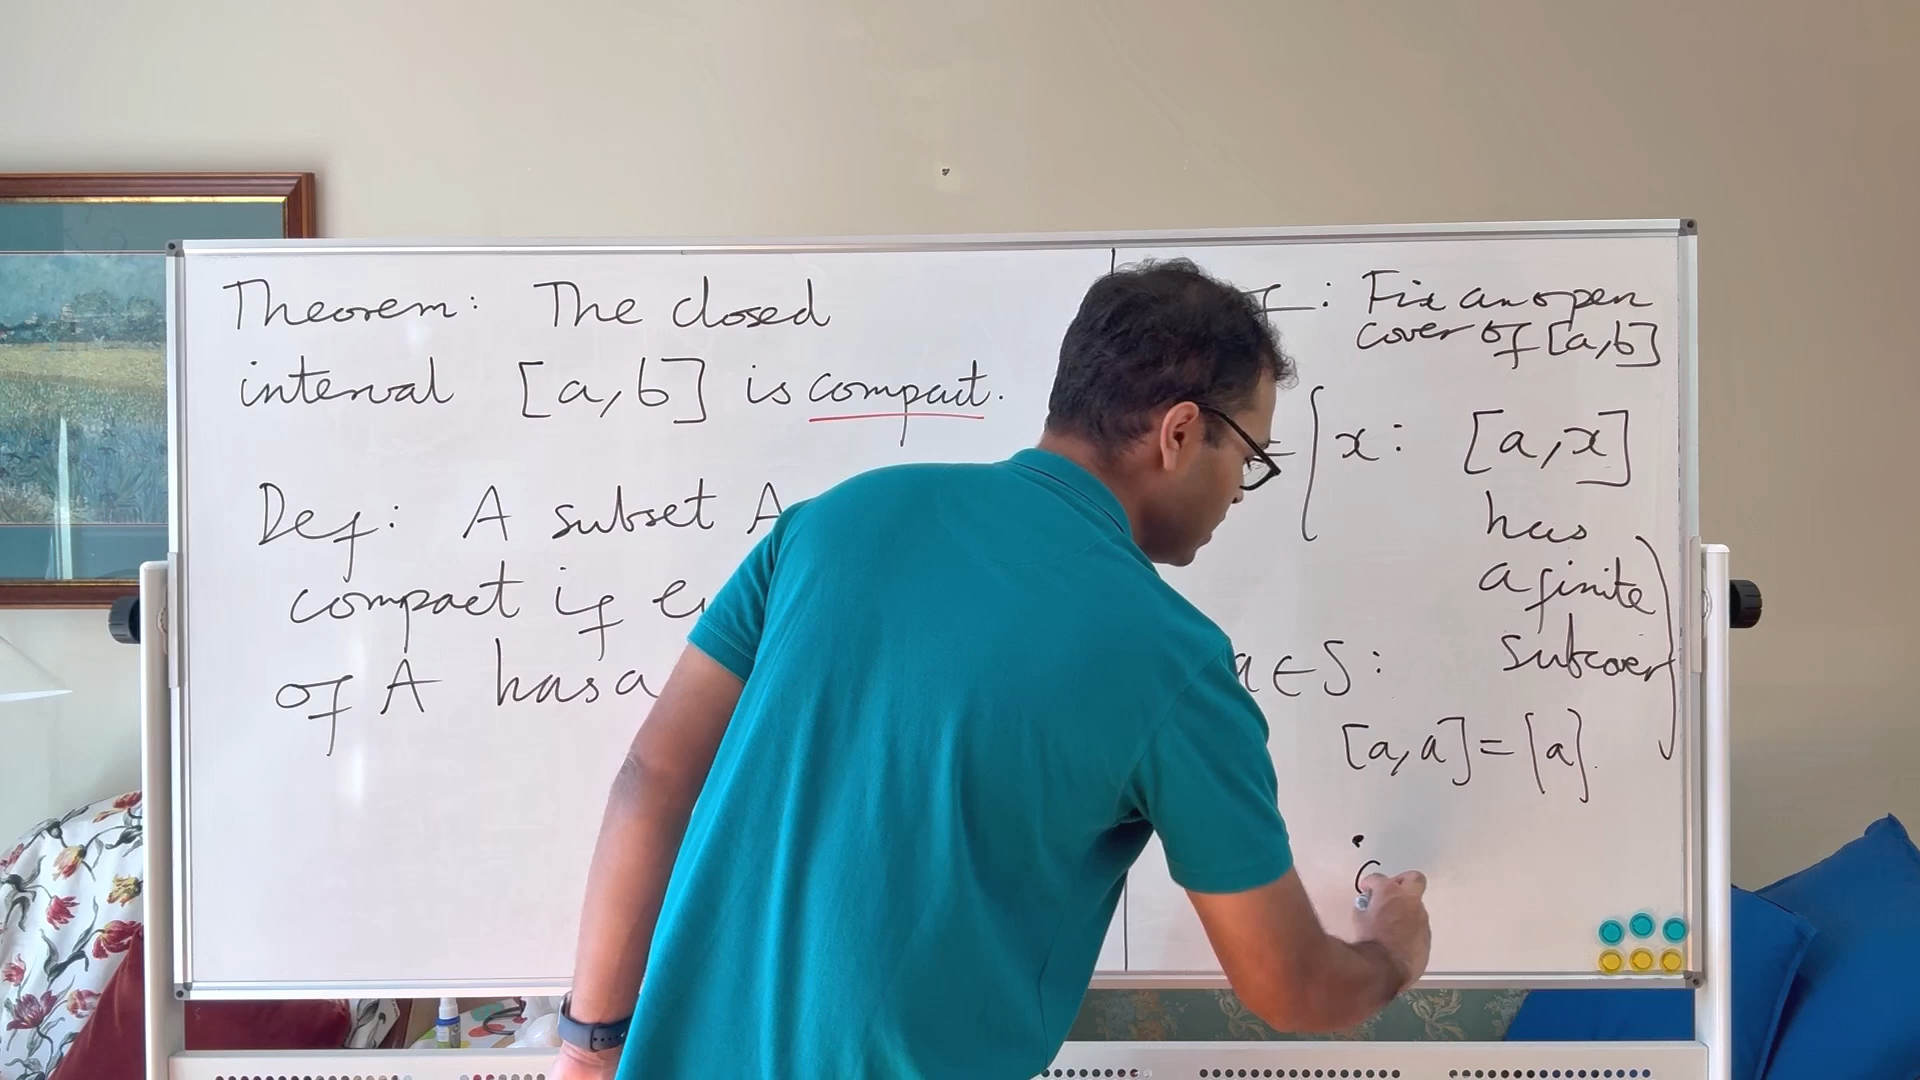 Theorem: The closed
interval [a,b] is compact.
Def: A subset A
compact if
of A has a
: Fix an open
cover of [a,b]
= { x : [a,x]
has
a finite
subcover }
a ∈ S :
[a,a] = {a}.